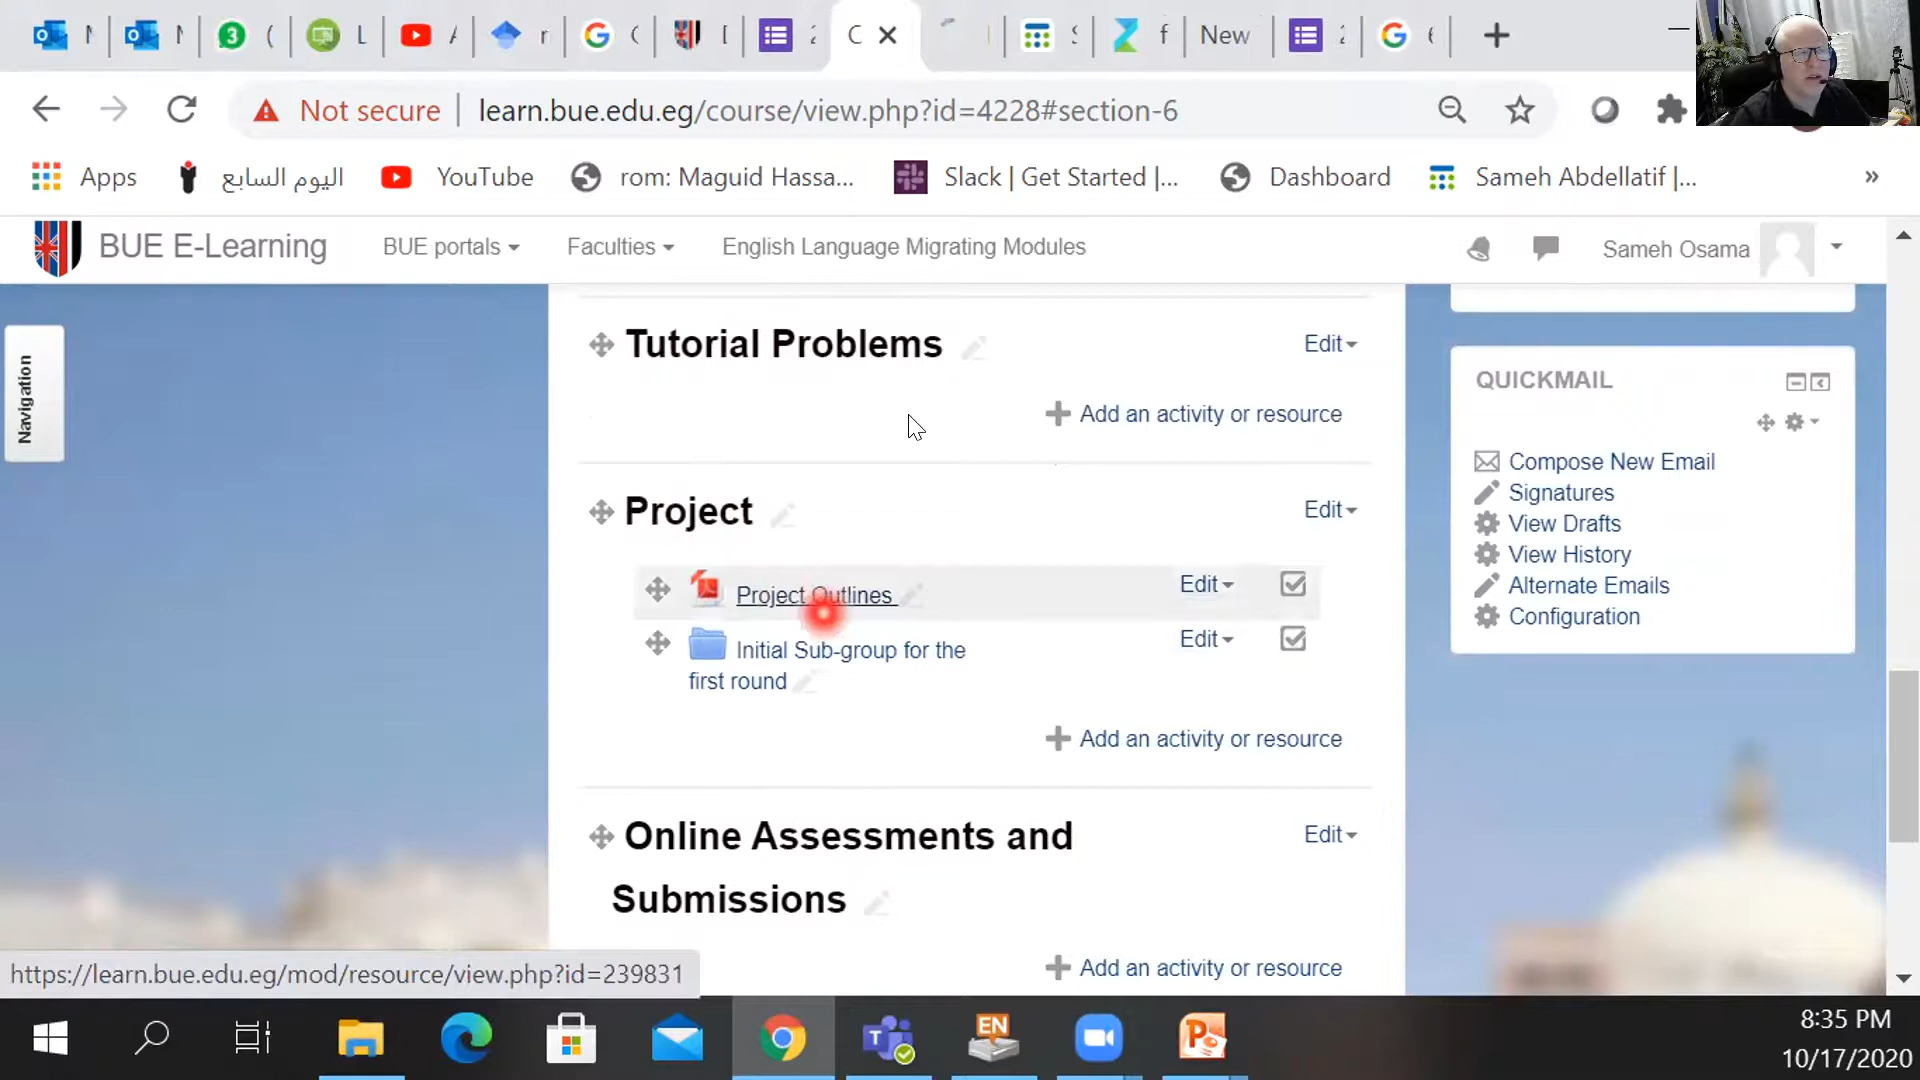 New
Not secure learn.bue.edu.eg/course/view.php?id=4228#section-6
Apps اليوم السابع YouTube rom: Maguid Hassa... Slack | Get Started |... Dashboard Sameh Abdellatif |... »
BUE E-Learning BUE portals Faculties English Language Migrating Modules Sameh Osama
Navigation
Tutorial Problems Edit
Add an activity or resource
Project Edit
Project Outlines Edit
Initial Sub-group for the Edit
first round
Add an activity or resource
Online Assessments and Edit
Submissions
Add an activity or resource
QUICKMAIL
Compose New Email
Signatures
View Drafts
View History
Alternate Emails
Configuration
https://learn.bue.edu.eg/mod/resource/view.php?id=239831
EN
8:35 PM
10/17/2020